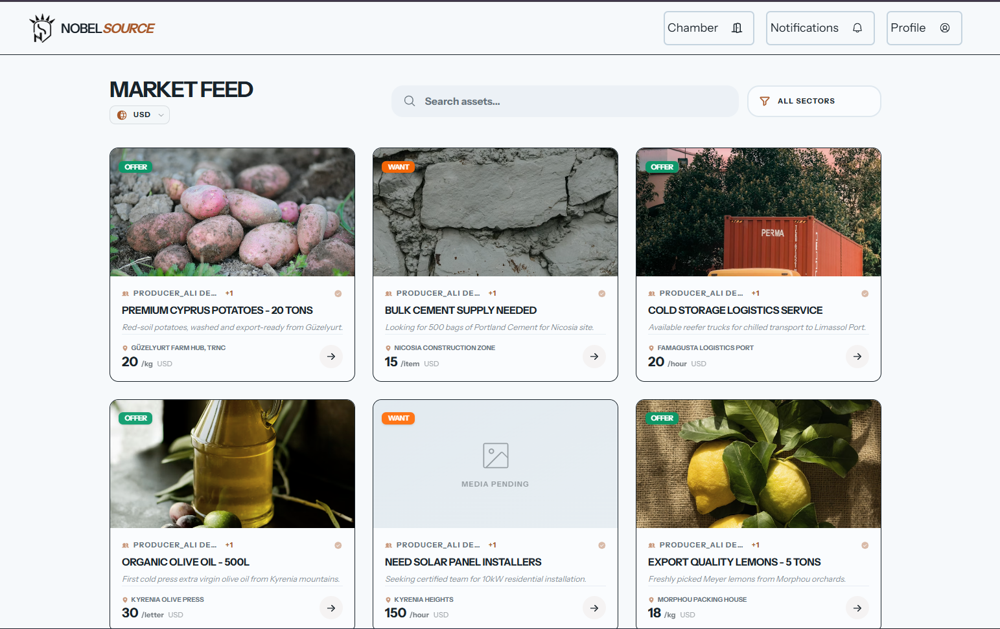 NOBELSOURCE
Chamber
Notifications
Profile
MARKET FEED
USD
Search assets...
ALL SECTORS
OFFER
PRODUCER_ALI DE... +1
PREMIUM CYPRUS POTATOES - 20 TONS
Red-soil potatoes, washed and export-ready from Güzelyurt.
GÜZELYURT FARM HUB, TRNC
20 /kg USD
WANT
PRODUCER_ALI DE... +1
BULK CEMENT SUPPLY NEEDED
Looking for 500 bags of Portland Cement for Nicosia site.
NICOSIA CONSTRUCTION ZONE
15 /item USD
OFFER
PERMA
PRODUCER_ALI DE... +1
COLD STORAGE LOGISTICS SERVICE
Available reefer trucks for chilled transport to Limassol Port.
FAMAGUSTA LOGISTICS PORT
20 /hour USD
OFFER
PRODUCER_ALI DE... +1
ORGANIC OLIVE OIL - 500L
First cold press extra virgin olive oil from Kyrenia mountains.
KYRENIA OLIVE PRESS
30 /letter USD
WANT
MEDIA PENDING
PRODUCER_ALI DE... +1
NEED SOLAR PANEL INSTALLERS
Seeking certified team for 10kW residential installation.
KYRENIA HEIGHTS
150 /hour USD
OFFER
PRODUCER_ALI DE... +1
EXPORT QUALITY LEMONS - 5 TONS
Freshly picked Meyer lemons from Morphou orchards.
MORPHOU PACKING HOUSE
18 /kg USD